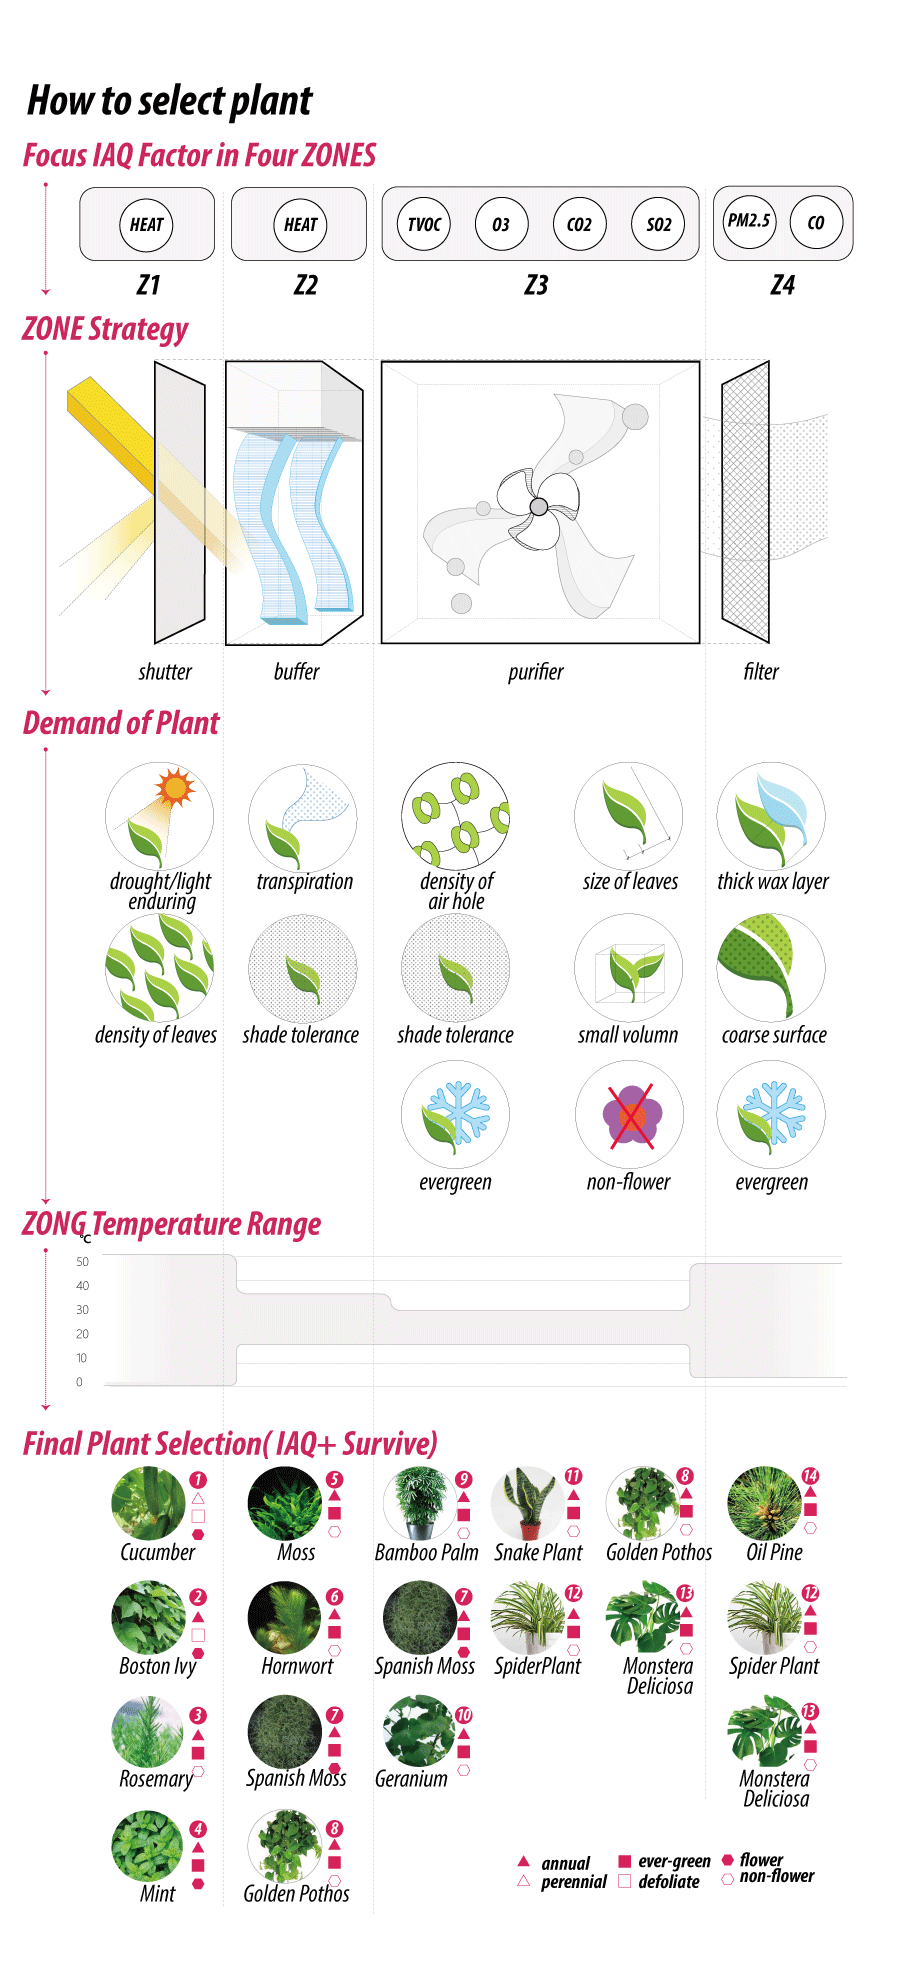 How to select plant
Focus IAQ Factor in Four ZONES
HEAT
HEAT
TVOC
O3
CO2
SO2
PM2.5
CO
Z1
Z2
Z3
Z4
ZONE Strategy
shutter
buffer
purifier
filter
Demand of Plant
drought/light
enduring
transpiration
density of
air hole
size of leaves
thick wax layer
density of leaves
shade tolerance
shade tolerance
small volumn
coarse surface
evergreen
non-flower
evergreen
ZONG Temperature Range
°C
50
40
30
20
10
0
Final Plant Selection( IAQ+ Survive)
1
Cucumber
5
Moss
9
Bamboo Palm
11
Snake Plant
8
Golden Pothos
14
Oil Pine
2
Boston Ivy
6
Hornwort
7
Spanish Moss
12
SpiderPlant
13
Monstera
Deliciosa
12
Spider Plant
3
Rosemary
7
Spanish Moss
10
Geranium
13
Monstera
Deliciosa
4
Mint
8
Golden Pothos
annual
ever-green
flower
perennial
defoliate
non-flower